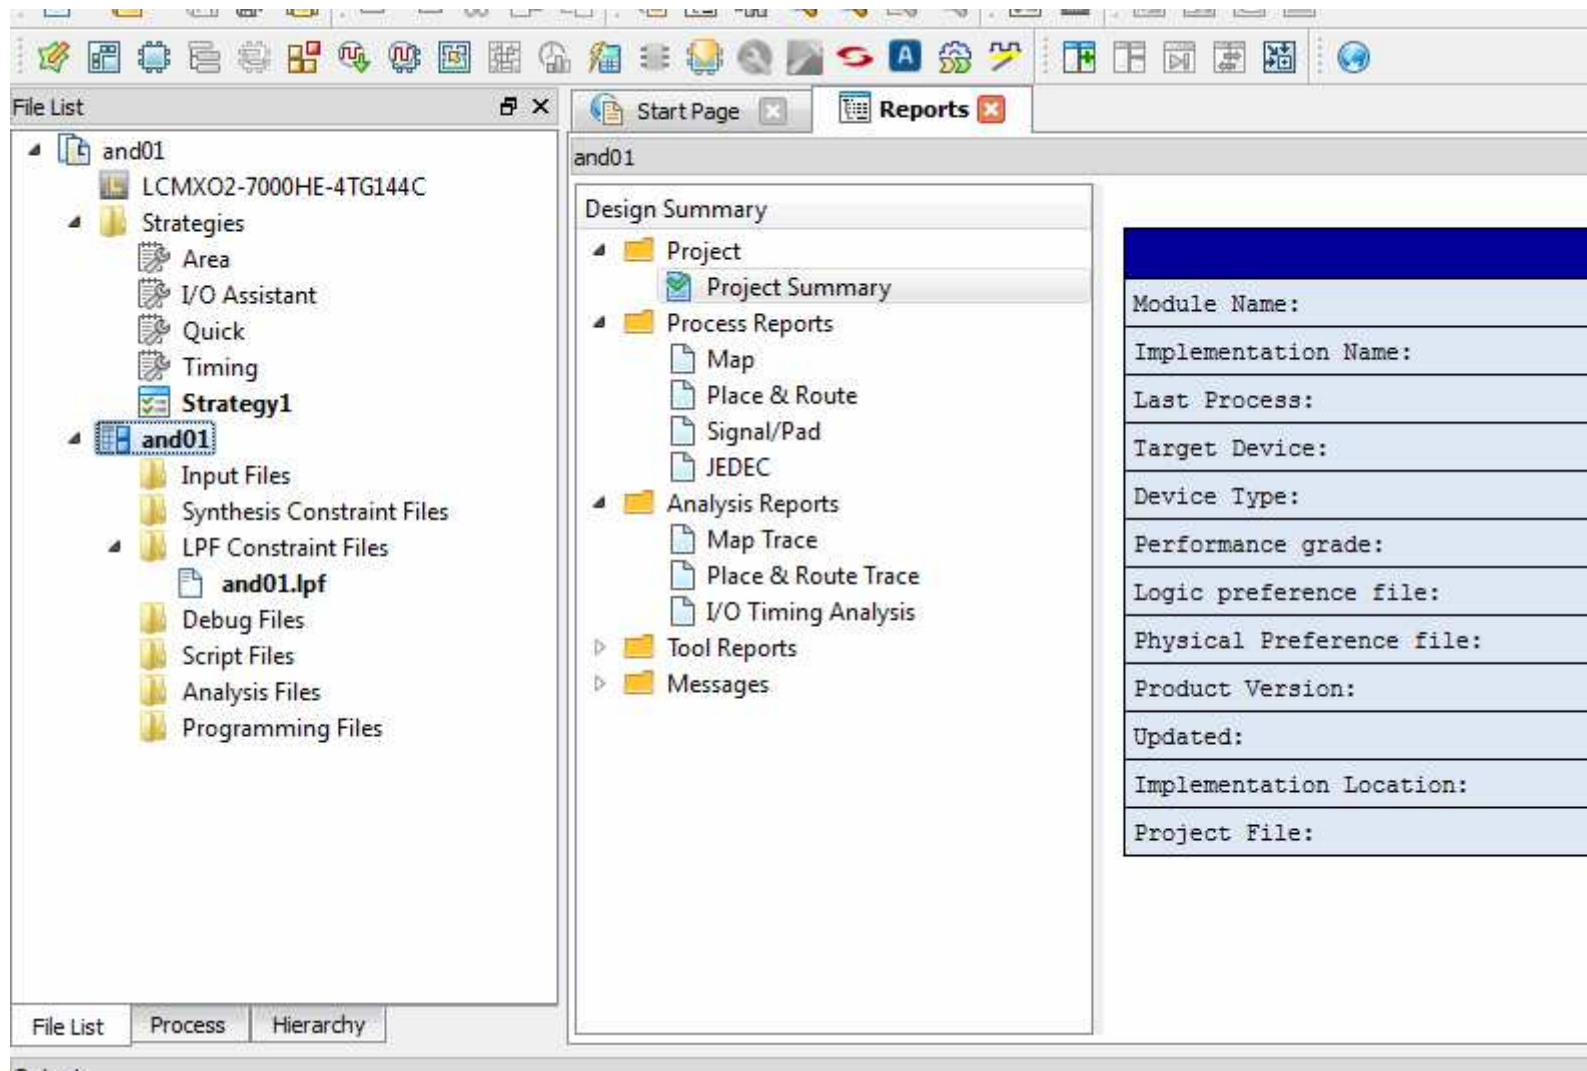 File List
Start Page
Reports
and01
and01
LCMXO2-7000HE-4TG144C
Strategies
Area
I/O Assistant
Quick
Timing
Strategy1
and01
Input Files
Synthesis Constraint Files
LPF Constraint Files
and01.lpf
Debug Files
Script Files
Analysis Files
Programming Files
File List
Process
Hierarchy
Design Summary
Project
Project Summary
Process Reports
Map
Place & Route
Signal/Pad
JEDEC
Analysis Reports
Map Trace
Place & Route Trace
I/O Timing Analysis
Tool Reports
Messages
Module Name:
Implementation Name:
Last Process:
Target Device:
Device Type:
Performance grade:
Logic preference file:
Physical Preference file:
Product Version:
Updated:
Implementation Location:
Project File: